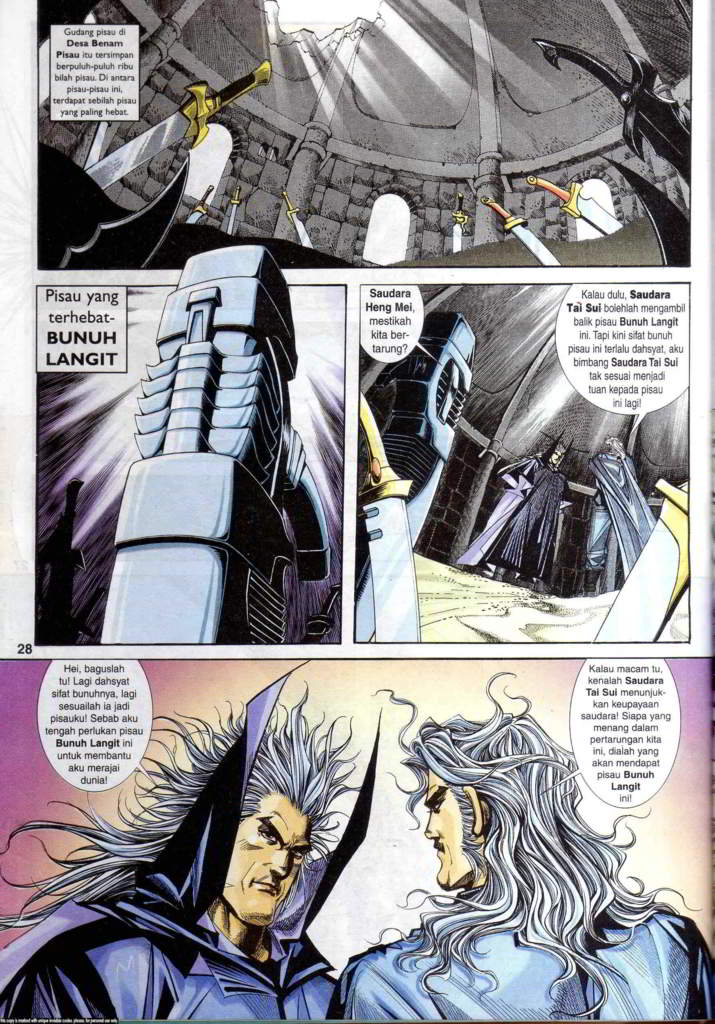 Gudang pisau di
Desa Benam
Pisau ini tersimpan
berpuluh-puluh ribu
bilah pisau. Di antara
pisau-pisau ini,
terdapat sebilah pisau
yang paling hebat.
Pisau yang
terhebat-
BUNUH
LANGIT
Saudara
Heng Mei,
mestikah
kita ber-
tarung?
Kalau dulu, Saudara
Tai Sui bolehlah mengambil
balik pisau Bunuh Langit
ini. Tapi kini sifat bunuh
pisau ini terlalu dahsyat, aku
bimbang Saudara Tai Sui
tak sesuai menjadi
tuan kepada pisau
ini lagi!
28
Hei, baguslah
tu! Lagi dahsyat
sifat bunuhnya, lagi
sesuailah ia jadi
pisauku! Sebab aku
tengah perlukan pisau
Bunuh Langit ini
untuk membantu
aku merajai
dunia!
Kalau macam tu,
kenalah Saudara
Tai Sui menunjuk-
kan keupayaan
saudara! Siapa yang
menang dalam
pertarungan kita
ini, dialah yang
akan mendapat
pisau Bunuh
Langit
ini!